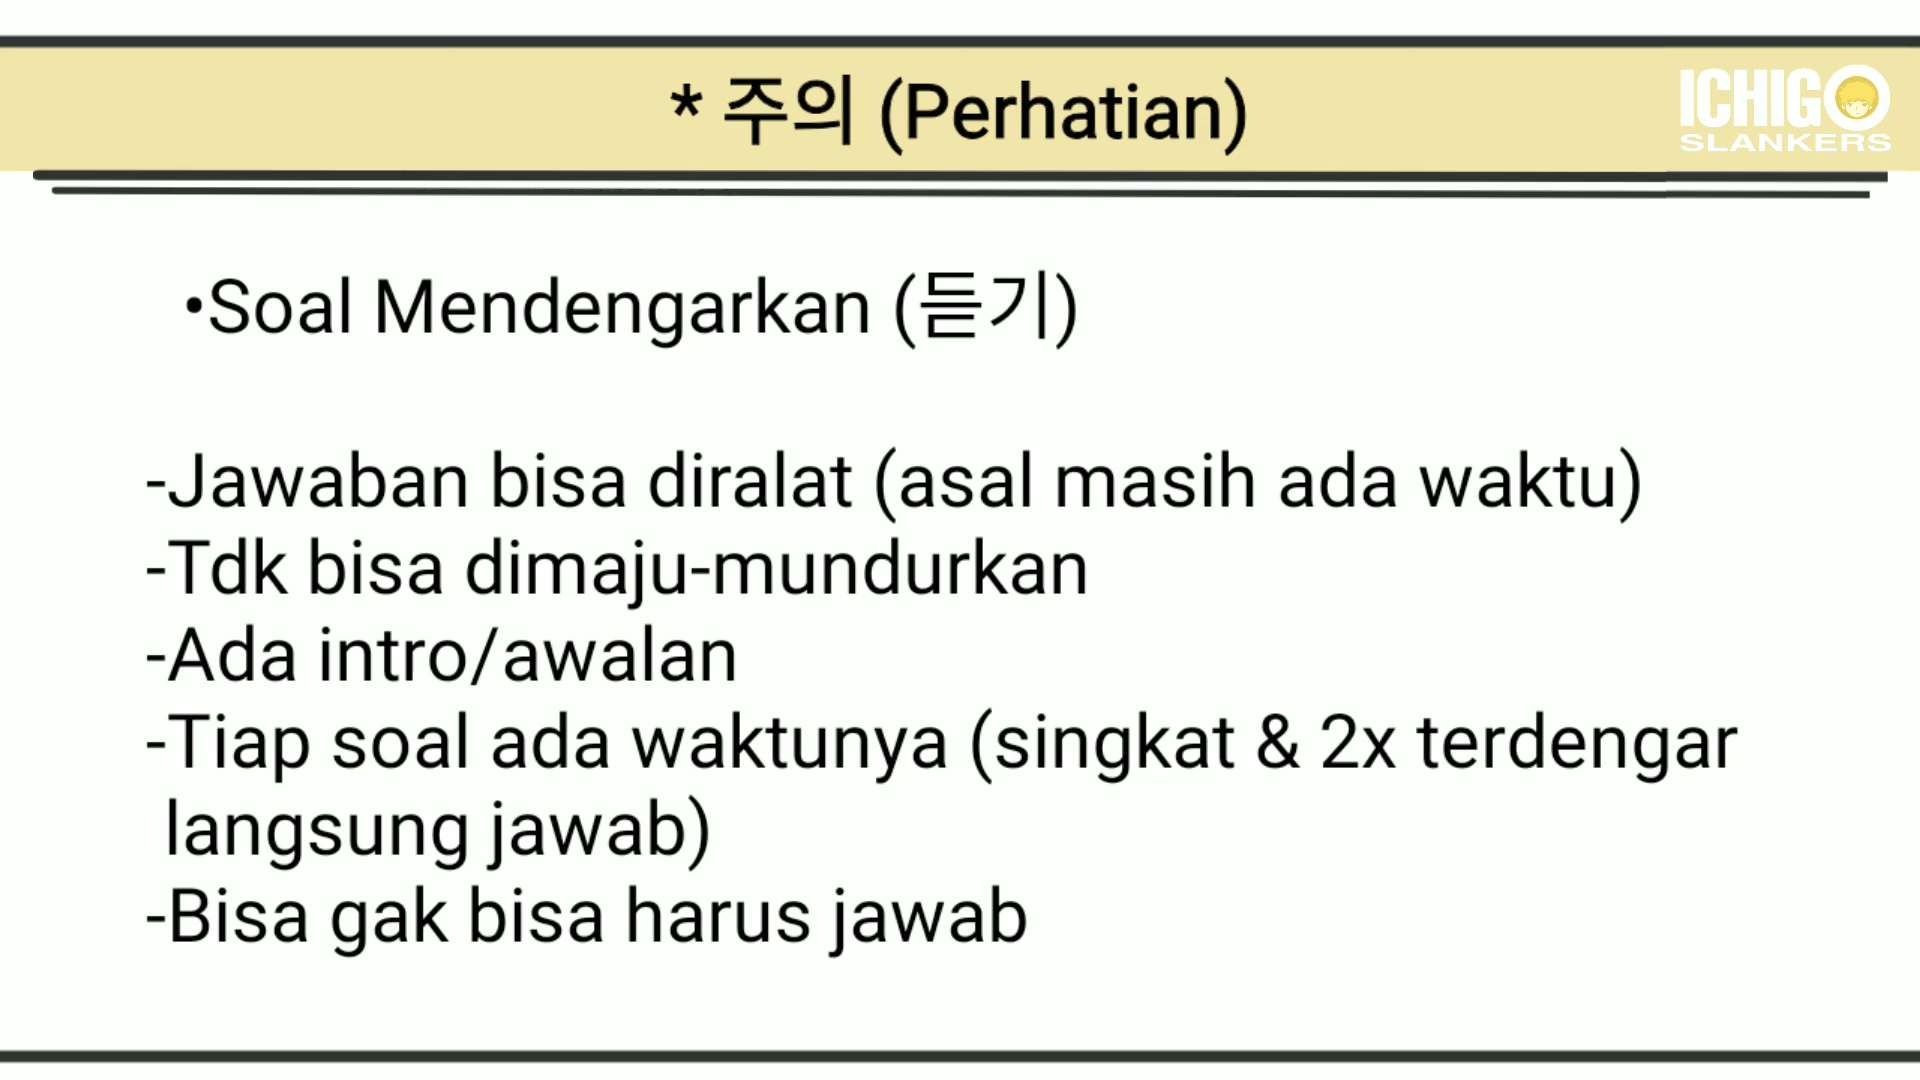 * 주의 (Perhatian)
ICHIGO
SLANKERS
•Soal Mendengarkan (듣기)
-Jawaban bisa diralat (asal masih ada waktu)
-Tdk bisa dimaju-mundurkan
-Ada intro/awalan
-Tiap soal ada waktunya (singkat & 2x terdengar
langsung jawab)
-Bisa gak bisa harus jawab